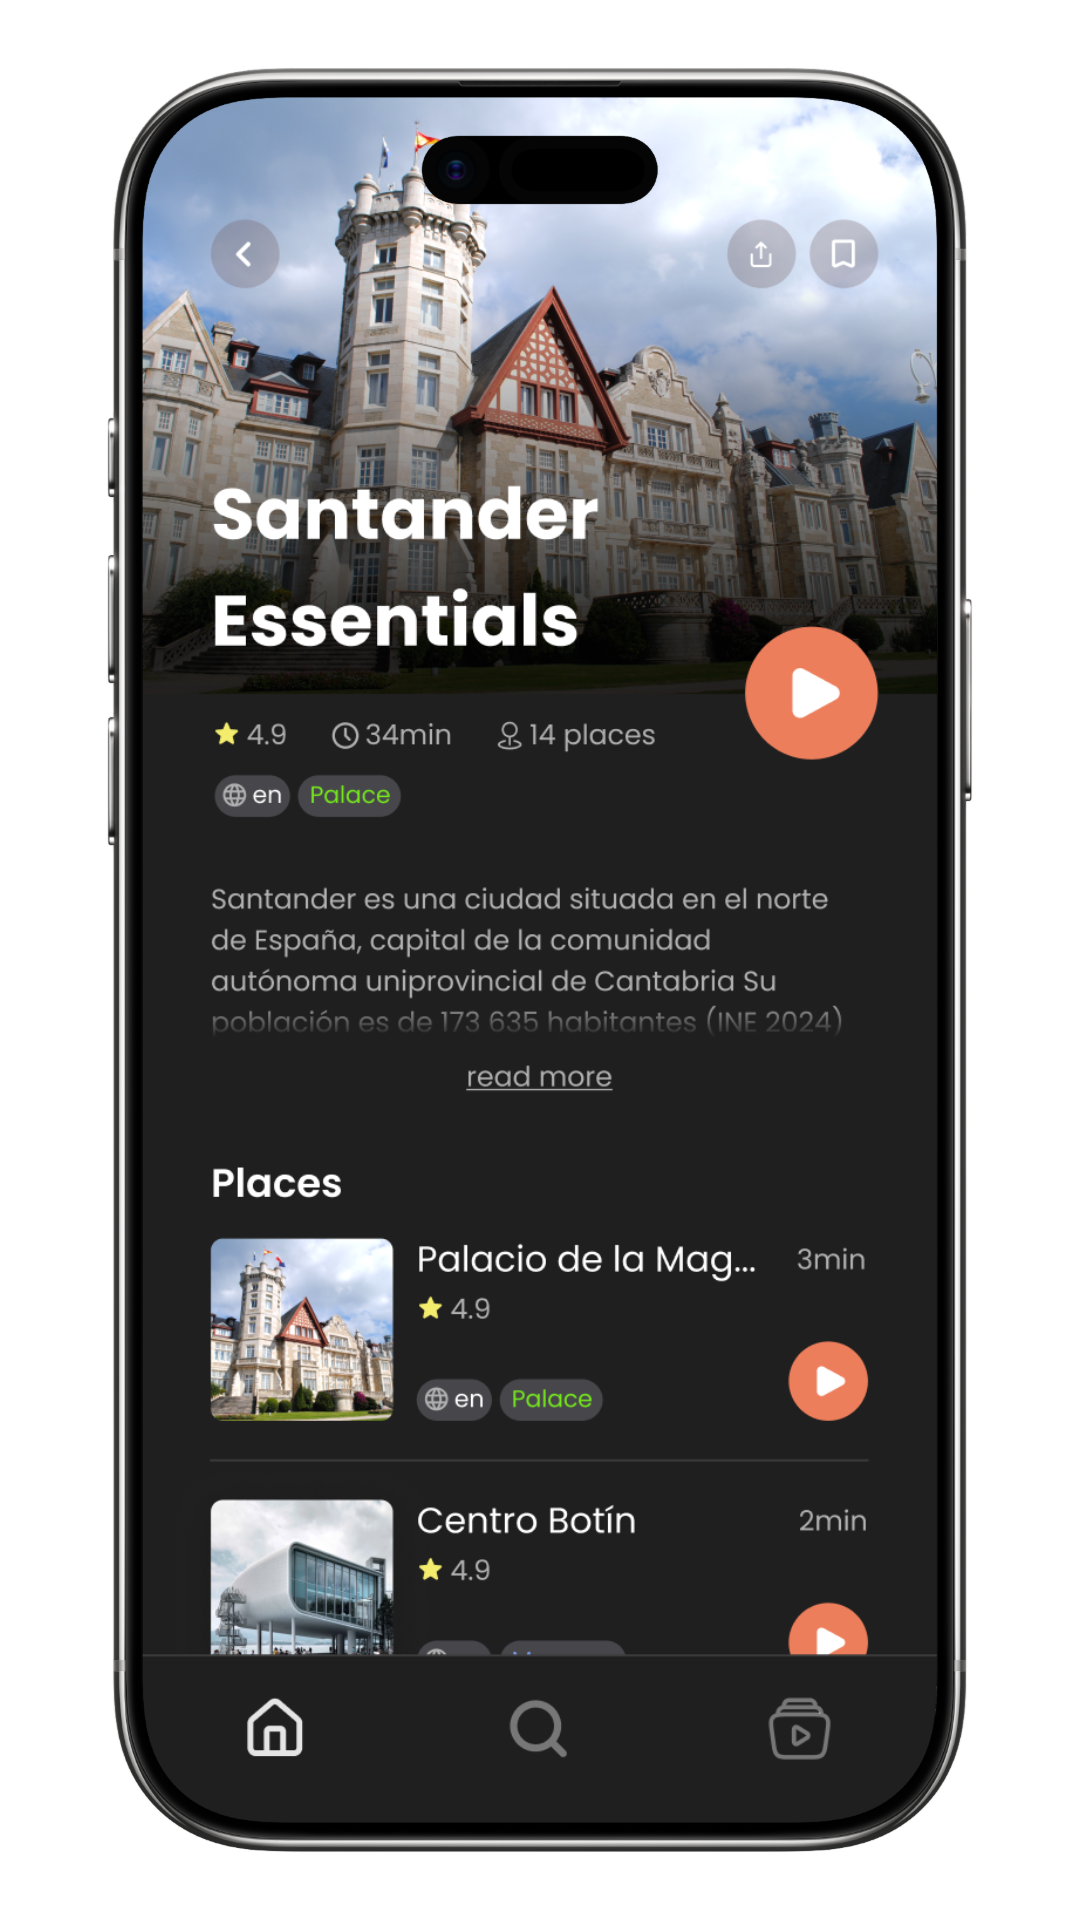 Santander
Essentials
4.9 34min 14 places
en Palace
Santander es una ciudad situada en el norte
de España, capital de la comunidad
autónoma uniprovincial de Cantabria Su
población es de 173 635 habitantes (INE 2024)
read more
Places
Palacio de la Mag... 3min
4.9
en Palace
Centro Botín 2min
4.9